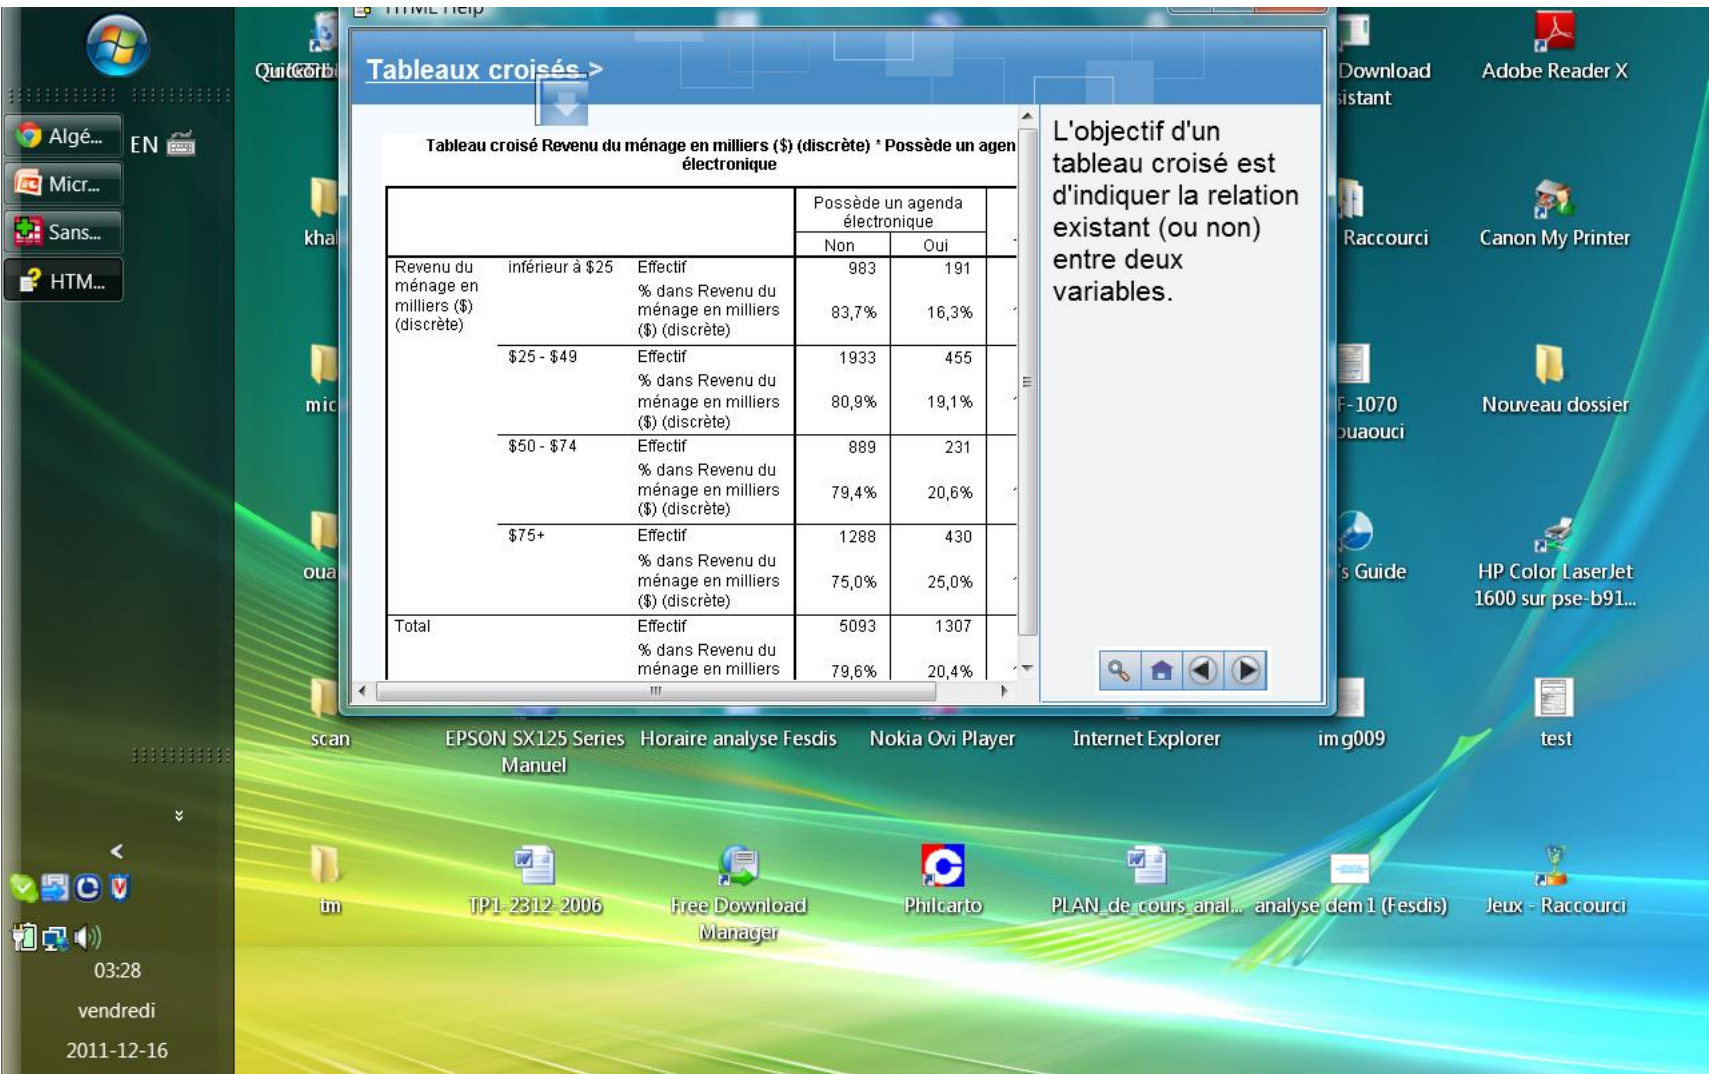 HTML Help
Tableaux croisés >
Tableau croisé Revenu du ménage en milliers ($) (discrète) * Possède un agen
électronique
Possède un agenda
électronique
Non Oui
Revenu du
ménage en
milliers ($)
(discrète)
inférieur à $25 Effectif 983 191
% dans Revenu du
ménage en milliers
($) (discrète)
83,7% 16,3%
$25 - $49 Effectif 1933 455
% dans Revenu du
ménage en milliers
($) (discrète)
80,9% 19,1%
$50 - $74 Effectif 889 231
% dans Revenu du
ménage en milliers
($) (discrète)
79,4% 20,6%
$75+ Effectif 1288 430
% dans Revenu du
ménage en milliers
($) (discrète)
75,0% 25,0%
Total Effectif 5093 1307
% dans Revenu du
ménage en milliers
79,6% 20,4%
L'objectif d'un
tableau croisé est
d'indiquer la relation
existant (ou non)
entre deux
variables.
Algé...
EN
Micr...
Sans...
HTM...
03:28
vendredi
2011-12-16
khal
mic
oua
scan
tm
EPSON SX125 Series
Manuel
Horaire analyse Fesdis
Nokia Ovi Player
Internet Explorer
img009
test
TP1-2312-2006
Free Download
Manager
Philcarto
PLAN_de_cours_anal...
analyse dem 1 (Fesdis)
Jeux - Raccourci
Download
sistant
Adobe Reader X
Raccourci
Canon My Printer
F-1070
ouaouci
Nouveau dossier
's Guide
HP Color LaserJet
1600 sur pse-b91...